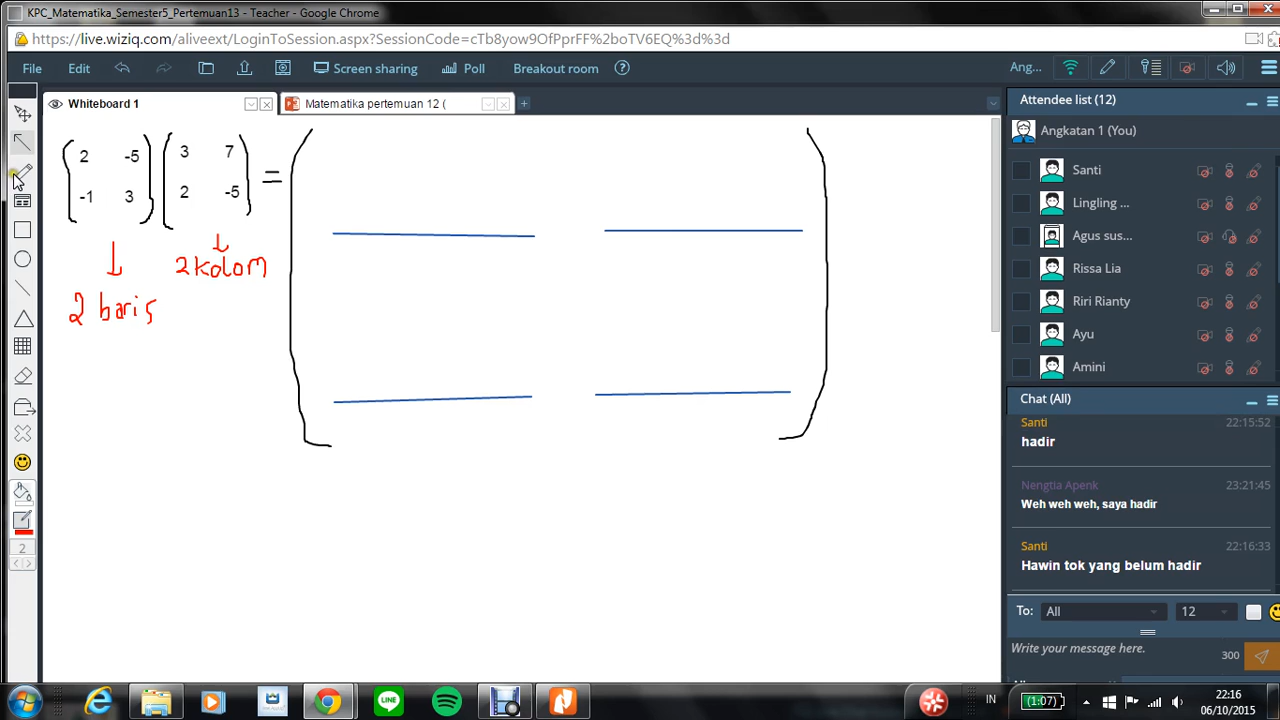 KPC_Matematika_Semester5_Pertemuan13 - Teacher - Google Chrome
https://live.wiziq.com/aliveext/LoginToSession.aspx?SessionCode=cTb8yow9OfPprFF%2boTV6EQ%3d%3d
File Edit Screen sharing Poll Breakout room ? Ang...
Whiteboard 1 Matematika pertemuan 12 ( +
2 -5 3 7
-1 3 2 -5 =
2 kolom
2 baris
2
Attendee list (12)
Angkatan 1 (You)
Santi
Lingling ...
Agus sus...
Rissa Lia
Riri Rianty
Ayu
Amini
Chat (All)
Santi 22:15:52
hadir
Nengtia Apenk 23:21:45
Weh weh weh, saya hadir
Santi 22:16:33
Hawin tok yang belum hadir
To: All 12
Write your message here. 300
LINE IN (1:07) 22:16
06/10/2015